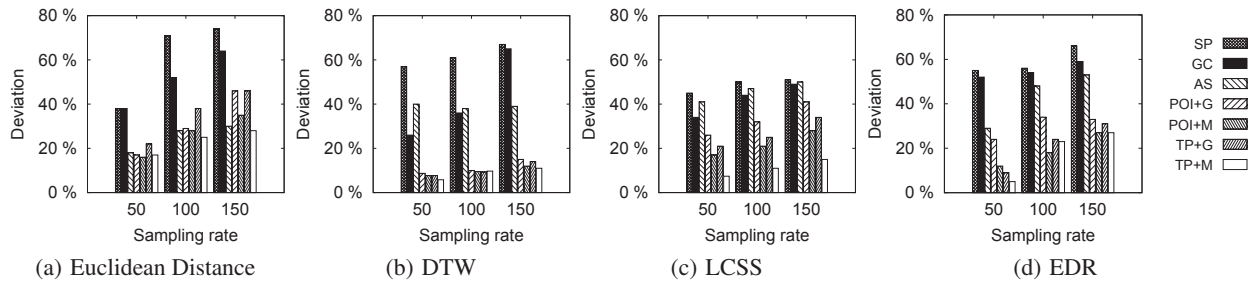 80 %
60 %
40 %
20 %
0 %
Deviation
50 100 150
Sampling rate
(a) Euclidean Distance
80 %
60 %
40 %
20 %
0 %
Deviation
50 100 150
Sampling rate
(b) DTW
80 %
60 %
40 %
20 %
0 %
Deviation
50 100 150
Sampling rate
(c) LCSS
80 %
60 %
40 %
20 %
0 %
Deviation
50 100 150
Sampling rate
(d) EDR
SP
GC
AS
POI+G
POI+M
TP+G
TP+M